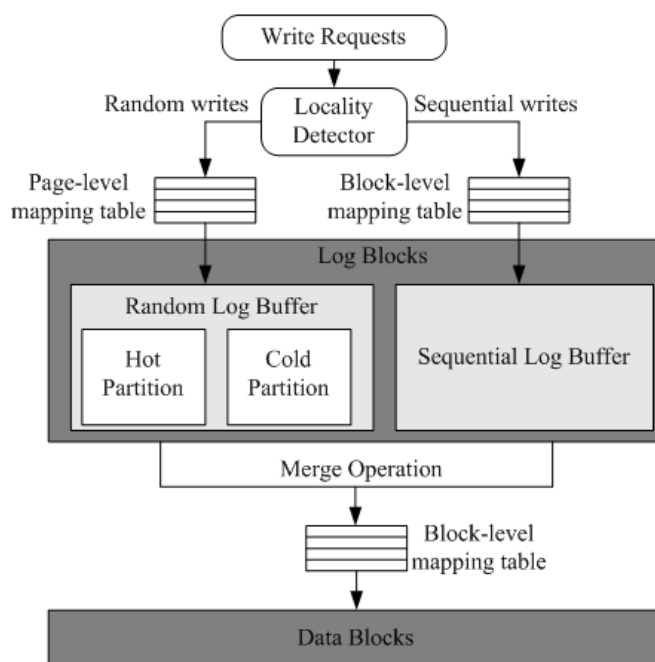 Write Requests
Random writes
Locality
Detector
Sequential writes
Page-level
mapping table
Block-level
mapping table
Log Blocks
Random Log Buffer
Hot
Partition
Cold
Partition
Sequential Log Buffer
Merge Operation
Block-level
mapping table
Data Blocks